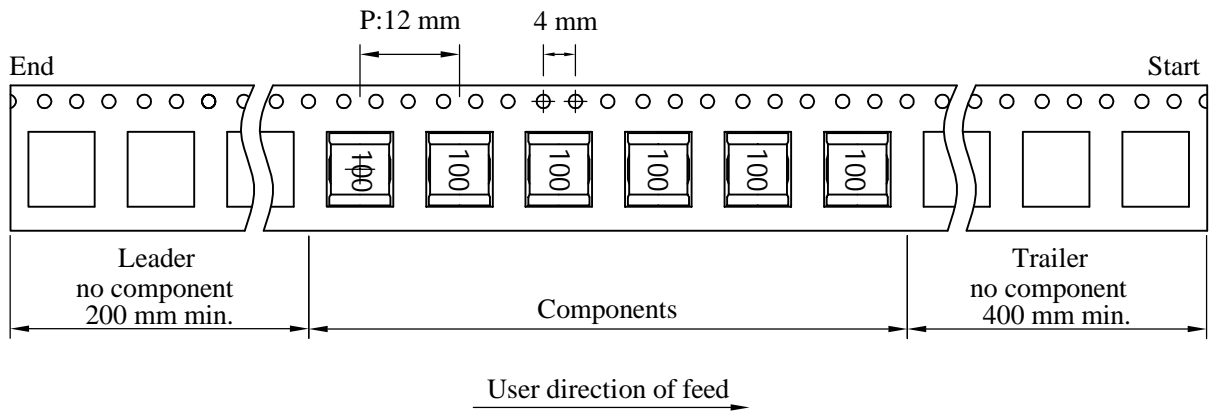 P:12 mm
4 mm
End
Start
100
100
100
100
100
100
Leader
no component
200 mm min.
Components
Trailer
no component
400 mm min.
User direction of feed